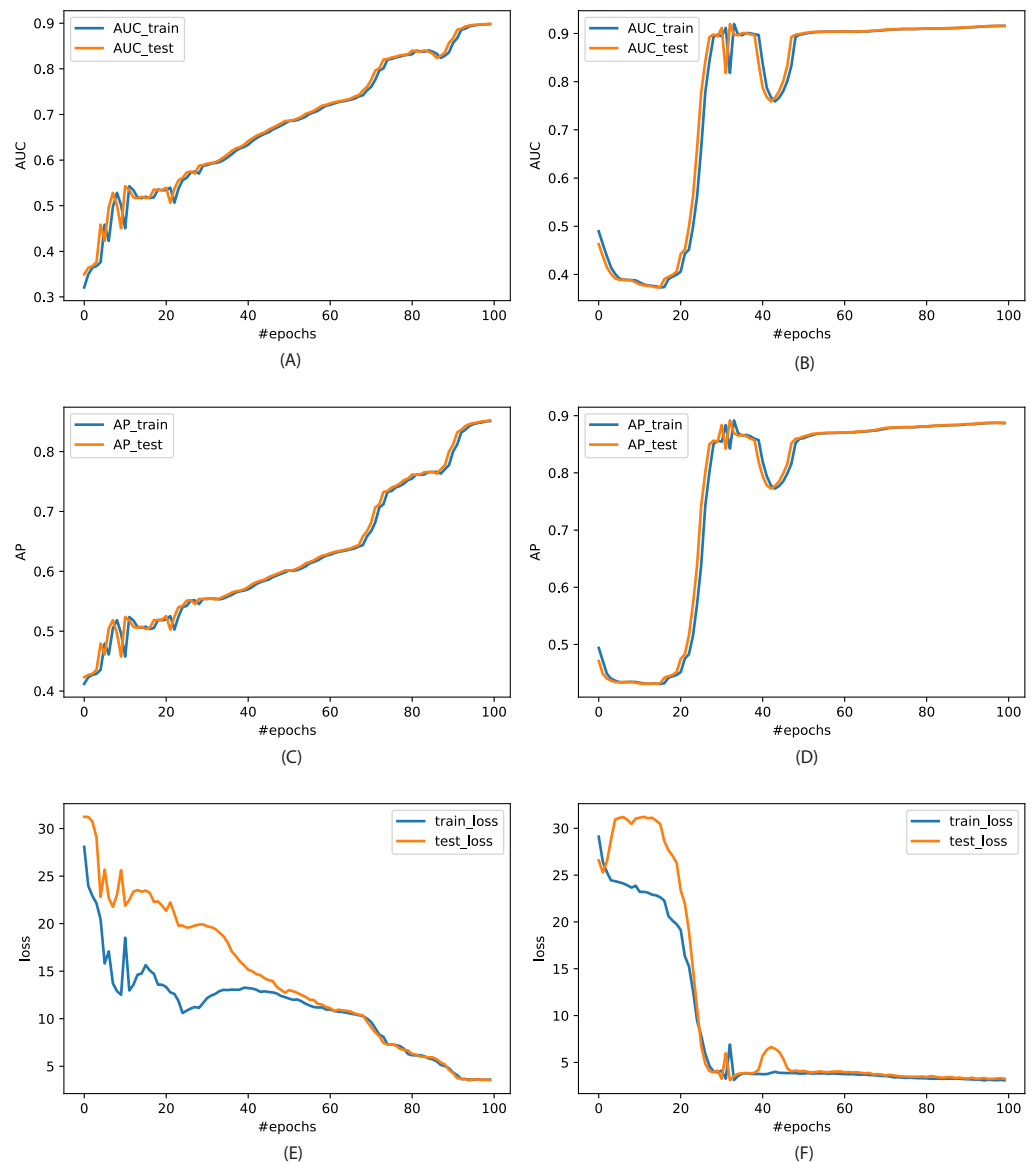 AUC_train
AUC_test
0.9
0.8
0.7
0.6
0.5
0.4
0.3
AUC
0 20 40 60 80 100
#epochs
(A)
AUC_train
AUC_test
0.9
0.8
0.7
0.6
0.5
0.4
AUC
0 20 40 60 80 100
#epochs
(B)
AP_train
AP_test
0.8
0.7
0.6
0.5
0.4
AP
0 20 40 60 80 100
#epochs
(C)
AP_train
AP_test
0.9
0.8
0.7
0.6
0.5
AP
0 20 40 60 80 100
#epochs
(D)
train_loss
test_loss
30
25
20
15
10
5
loss
0 20 40 60 80 100
#epochs
(E)
train_loss
test_loss
30
25
20
15
10
5
loss
0 20 40 60 80 100
#epochs
(F)